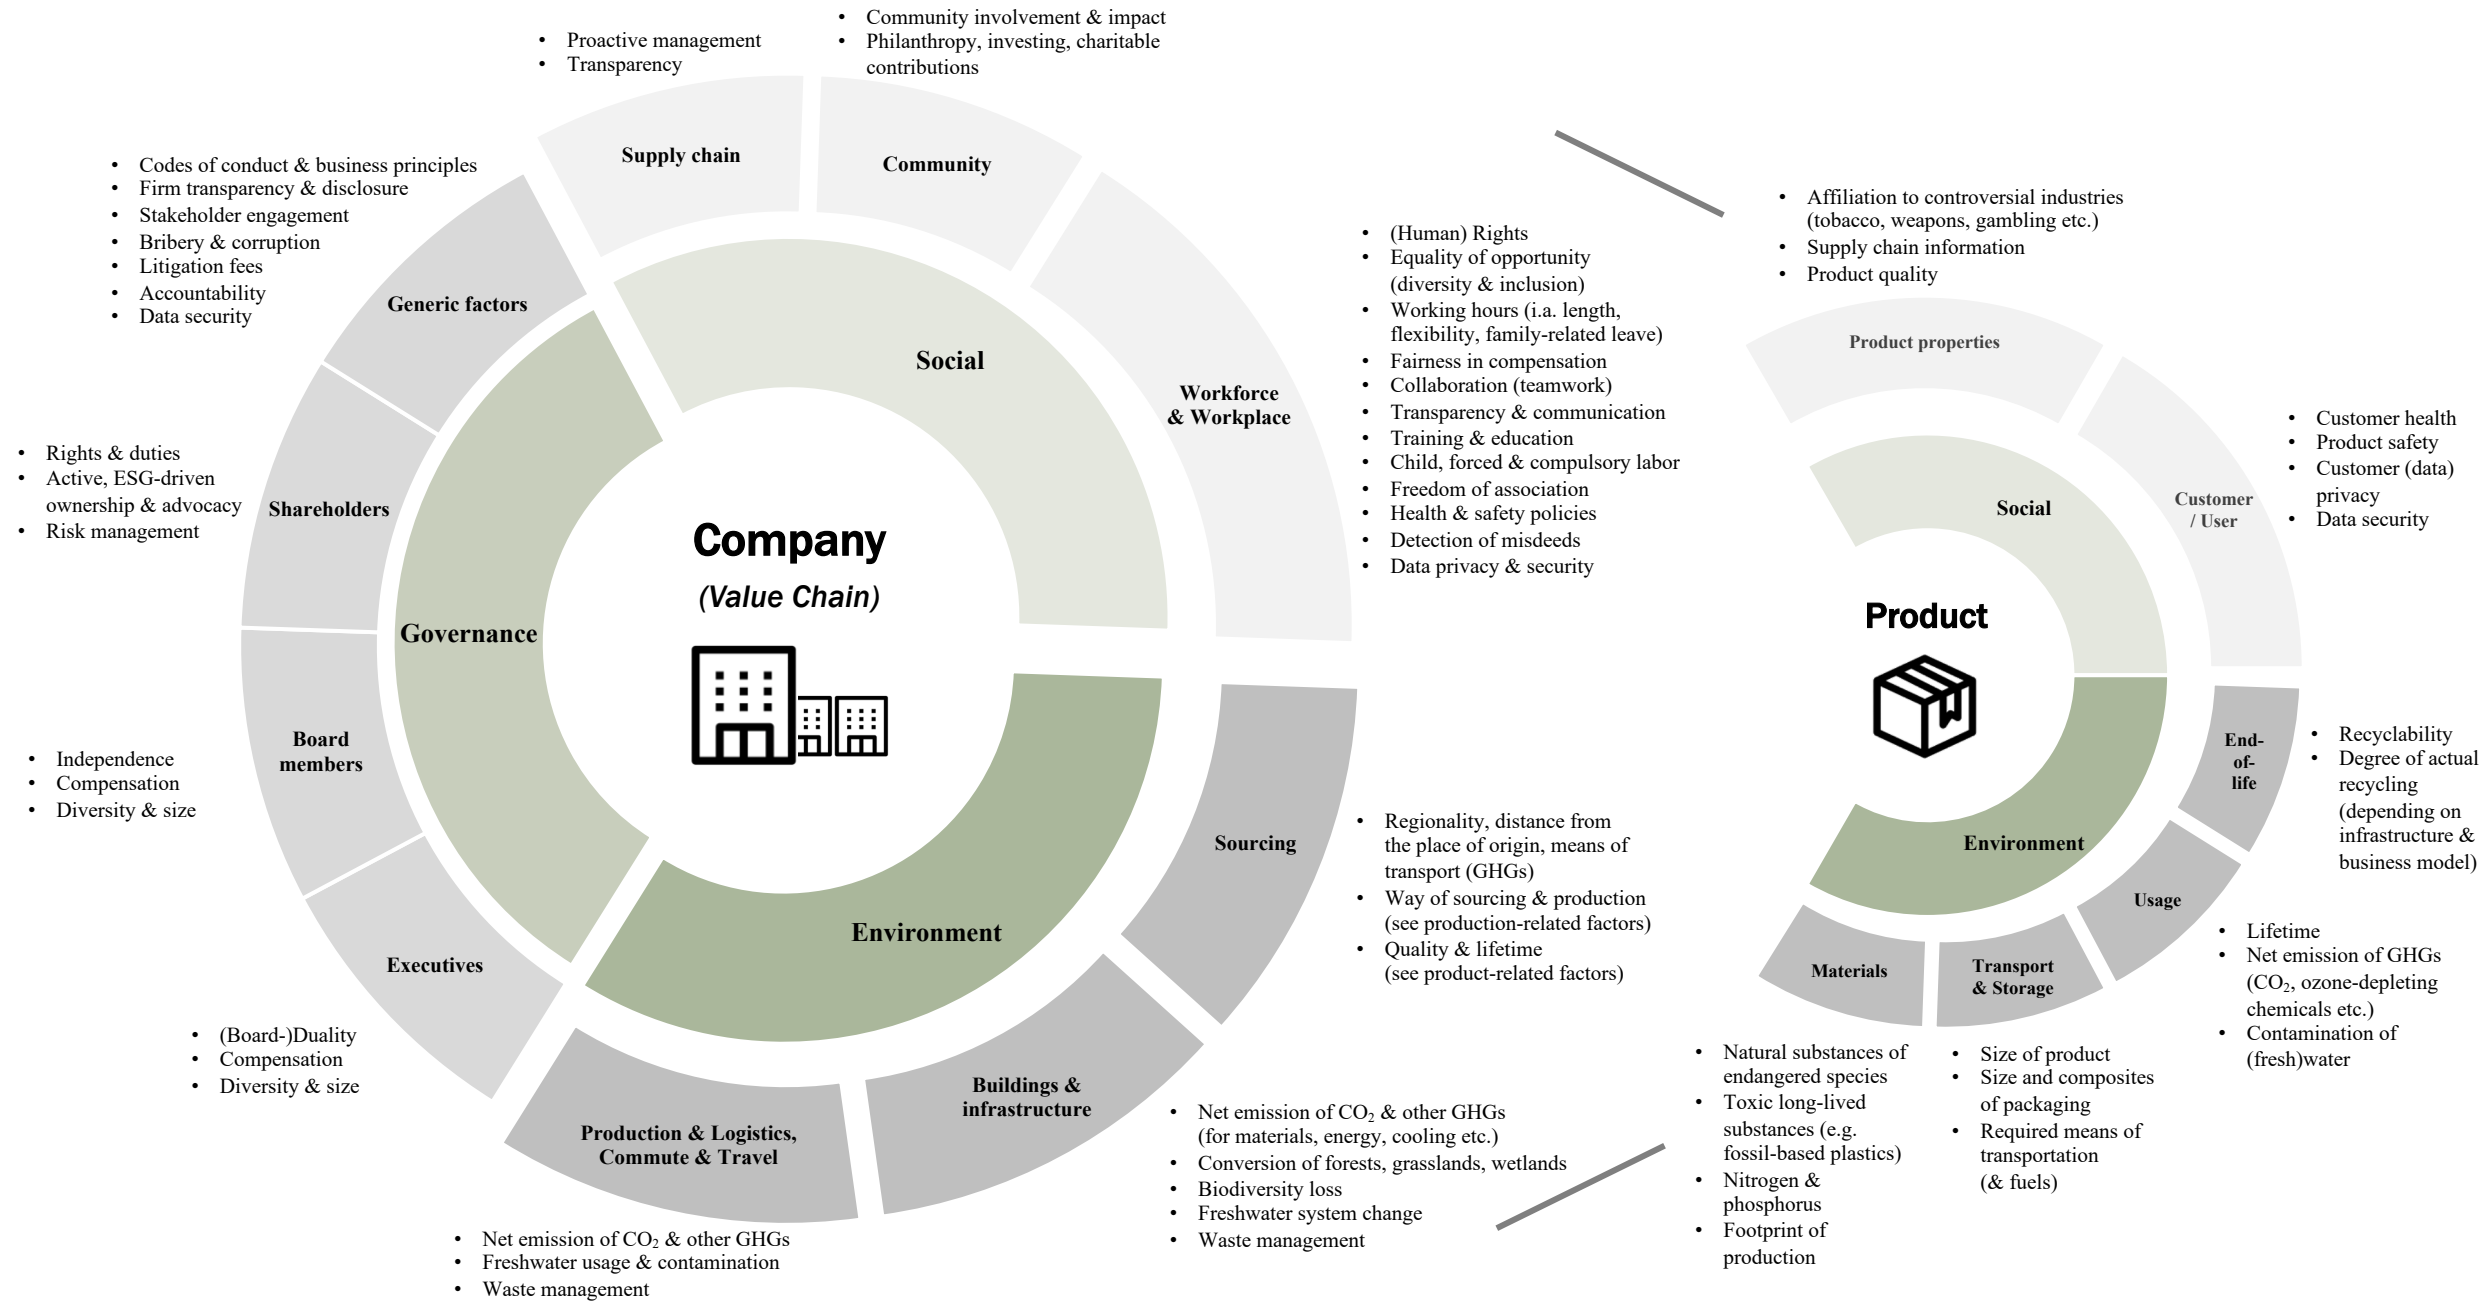 • Proactive management
• Transparency
• Community involvement & impact
• Philanthropy, investing, charitable
contributions
Supply chain
Community
• Codes of conduct & business principles
• Firm transparency & disclosure
• Stakeholder engagement
• Bribery & corruption
• Litigation fees
• Accountability
• Data security
Generic factors
Social
Workforce
& Workplace
• (Human) Rights
• Equality of opportunity
(diversity & inclusion)
• Working hours (i.a. length,
flexibility, family-related leave)
• Fairness in compensation
• Collaboration (teamwork)
• Transparency & communication
• Training & education
• Child, forced & compulsory labor
• Freedom of association
• Health & safety policies
• Detection of misdeeds
• Data privacy & security
• Rights & duties
• Active, ESG-driven
ownership & advocacy
• Risk management
Shareholders
Company
(Value Chain)
Governance
Board
members
• Independence
• Compensation
• Diversity & size
Executives
• (Board-)Duality
• Compensation
• Diversity & size
Environment
Sourcing
• Regionality, distance from
the place of origin, means of
transport (GHGs)
• Way of sourcing & production
(see production-related factors)
• Quality & lifetime
(see product-related factors)
Buildings &
infrastructure
• Net emission of CO₂ & other GHGs
(for materials, energy, cooling etc.)
• Conversion of forests, grasslands, wetlands
• Biodiversity loss
• Freshwater system change
• Waste management
Production & Logistics,
Commute & Travel
• Net emission of CO₂ & other GHGs
• Freshwater usage & contamination
• Waste management
• Affiliation to controversial industries
(tobacco, weapons, gambling etc.)
• Supply chain information
• Product quality
Product properties
Social
Customer
/ User
• Customer health
• Product safety
• Customer (data)
privacy
• Data security
Product
End-
of-
life
• Recyclability
• Degree of actual
recycling
(depending on
infrastructure &
business model)
Environment
Usage
• Lifetime
• Net emission of GHGs
(CO₂, ozone-depleting
chemicals etc.)
• Contamination of
(fresh)water
Materials
Transport
& Storage
• Natural substances of
endangered species
• Toxic long-lived
substances (e.g.
fossil-based plastics)
• Nitrogen &
phosphorus
• Footprint of
production
• Size of product
• Size and composites
of packaging
• Required means of
transportation
(& fuels)